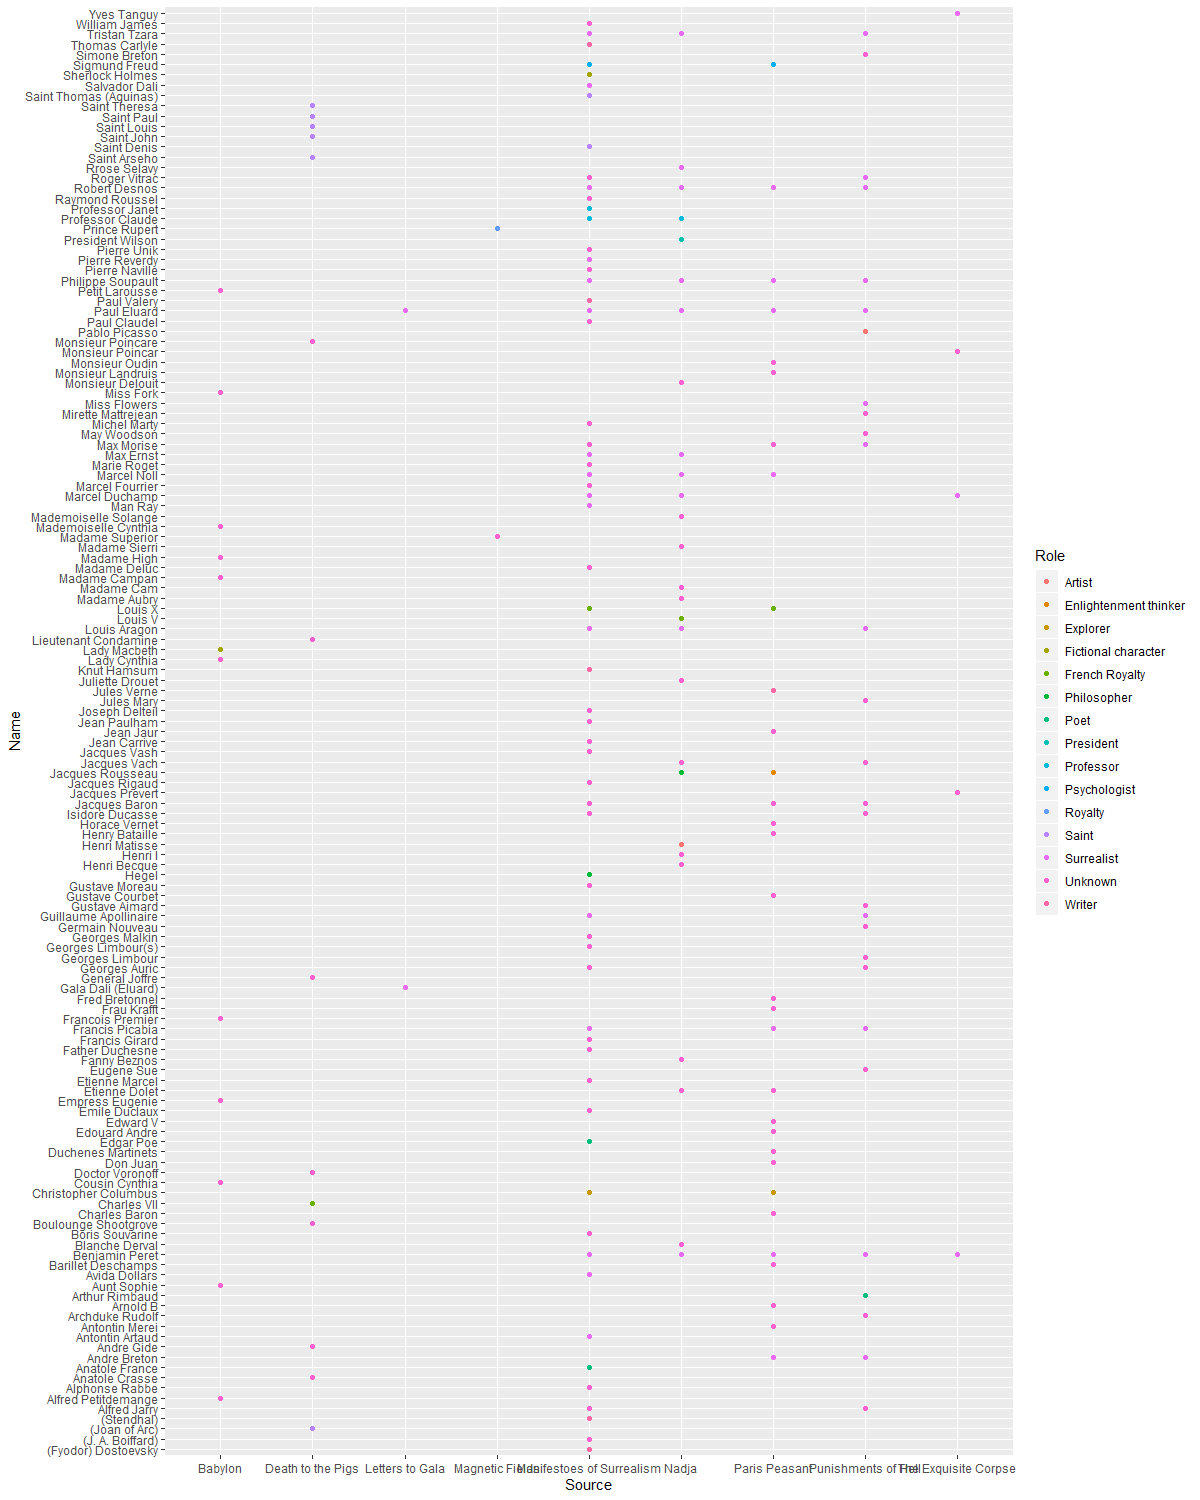 Yves Tanguy
William James
Tristan Tzara
Thomas Carlyle
Simone Breton
Sigmund Freud
Sherlock Holmes
Salvador Dali
Saint Thomas (Aquinas)
Saint Theresa
Saint Paul
Saint Louis
Saint John
Saint Denis
Saint Arseho
Rrose Selavy
Roger Vitrac
Robert Desnos
Raymond Roussel
Professor Janet
Professor Claude
Prince Rupert
President Wilson
Pierre Unik
Pierre Reverdy
Pierre Naville
Philippe Soupault
Petit Larousse
Paul Valery
Paul Eluard
Paul Claudel
Pablo Picasso
Monsieur Poincare
Monsieur Poincar
Monsieur Oudin
Monsieur Landruis
Monsieur Delouit
Miss Fork
Miss Flowers
Mirette Mattrejean
Michel Marty
May Woodson
Max Morise
Max Ernst
Marie Roget
Marcel Noll
Marcel Fourrier
Marcel Duchamp
Man Ray
Mademoiselle Solange
Mademoiselle Cynthia
Madame Superior
Madame Sierri
Madame High
Madame Deluc
Madame Campan
Madame Cam
Madame Aubry
Louis X
Louis V
Louis Aragon
Lieutenant Condamine
Lady Macbeth
Lady Cynthia
Knut Hamsum
Juliette Drouet
Jules Verne
Jules Mary
Joseph Delteil
Jean Paulham
Jean Jaur
Jean Carrive
Jacques Vash
Jacques Vach
Jacques Rousseau
Jacques Rigaud
Jacques Prevert
Jacques Baron
Isidore Ducasse
Horace Vernet
Henry Bataille
Henri Matisse
Henri I
Henri Becque
Hegel
Gustave Moreau
Gustave Courbet
Gustave Aimard
Guillaume Apollinaire
Germain Nouveau
Georges Malkin
Georges Limbour(s)
Georges Limbour
Georges Auric
General Joffre
Gala Dali (Eluard)
Fred Bretonnel
Frau Krafft
Francois Premier
Francis Picabia
Francis Girard
Father Duchesne
Fanny Beznos
Eugene Sue
Etienne Marcel
Etienne Dolet
Empress Eugenie
Emile Duclaux
Edward V
Edouard Andre
Edgar Poe
Duchenes Martinets
Don Juan
Doctor Voronoff
Cousin Cynthia
Christopher Columbus
Charles VII
Charles Baron
Boulounge Shootgrove
Boris Souvarine
Blanche Derval
Benjamin Peret
Barillet Deschamps
Avida Dollars
Aunt Sophie
Arthur Rimbaud
Arnold B
Archduke Rudolf
Antontin Merei
Antontin Artaud
Andre Gide
Andre Breton
Anatole France
Anatole Crasse
Alphonse Rabbe
Alfred Petitdemange
Alfred Jarry
(Stendhal)
(Joan of Arc)
(J. A. Boiffard)
(Fyodor) Dostoevsky
Name
Babylon Death to the Pigs Letters to Gala Magnetic Fields Manifestoes of Surrealism Nadja Paris Peasant Punishments of Hell The Exquisite Corpse
Source
Role
Artist
Enlightenment thinker
Explorer
Fictional character
French Royalty
Philosopher
Poet
President
Professor
Psychologist
Royalty
Saint
Surrealist
Unknown
Writer